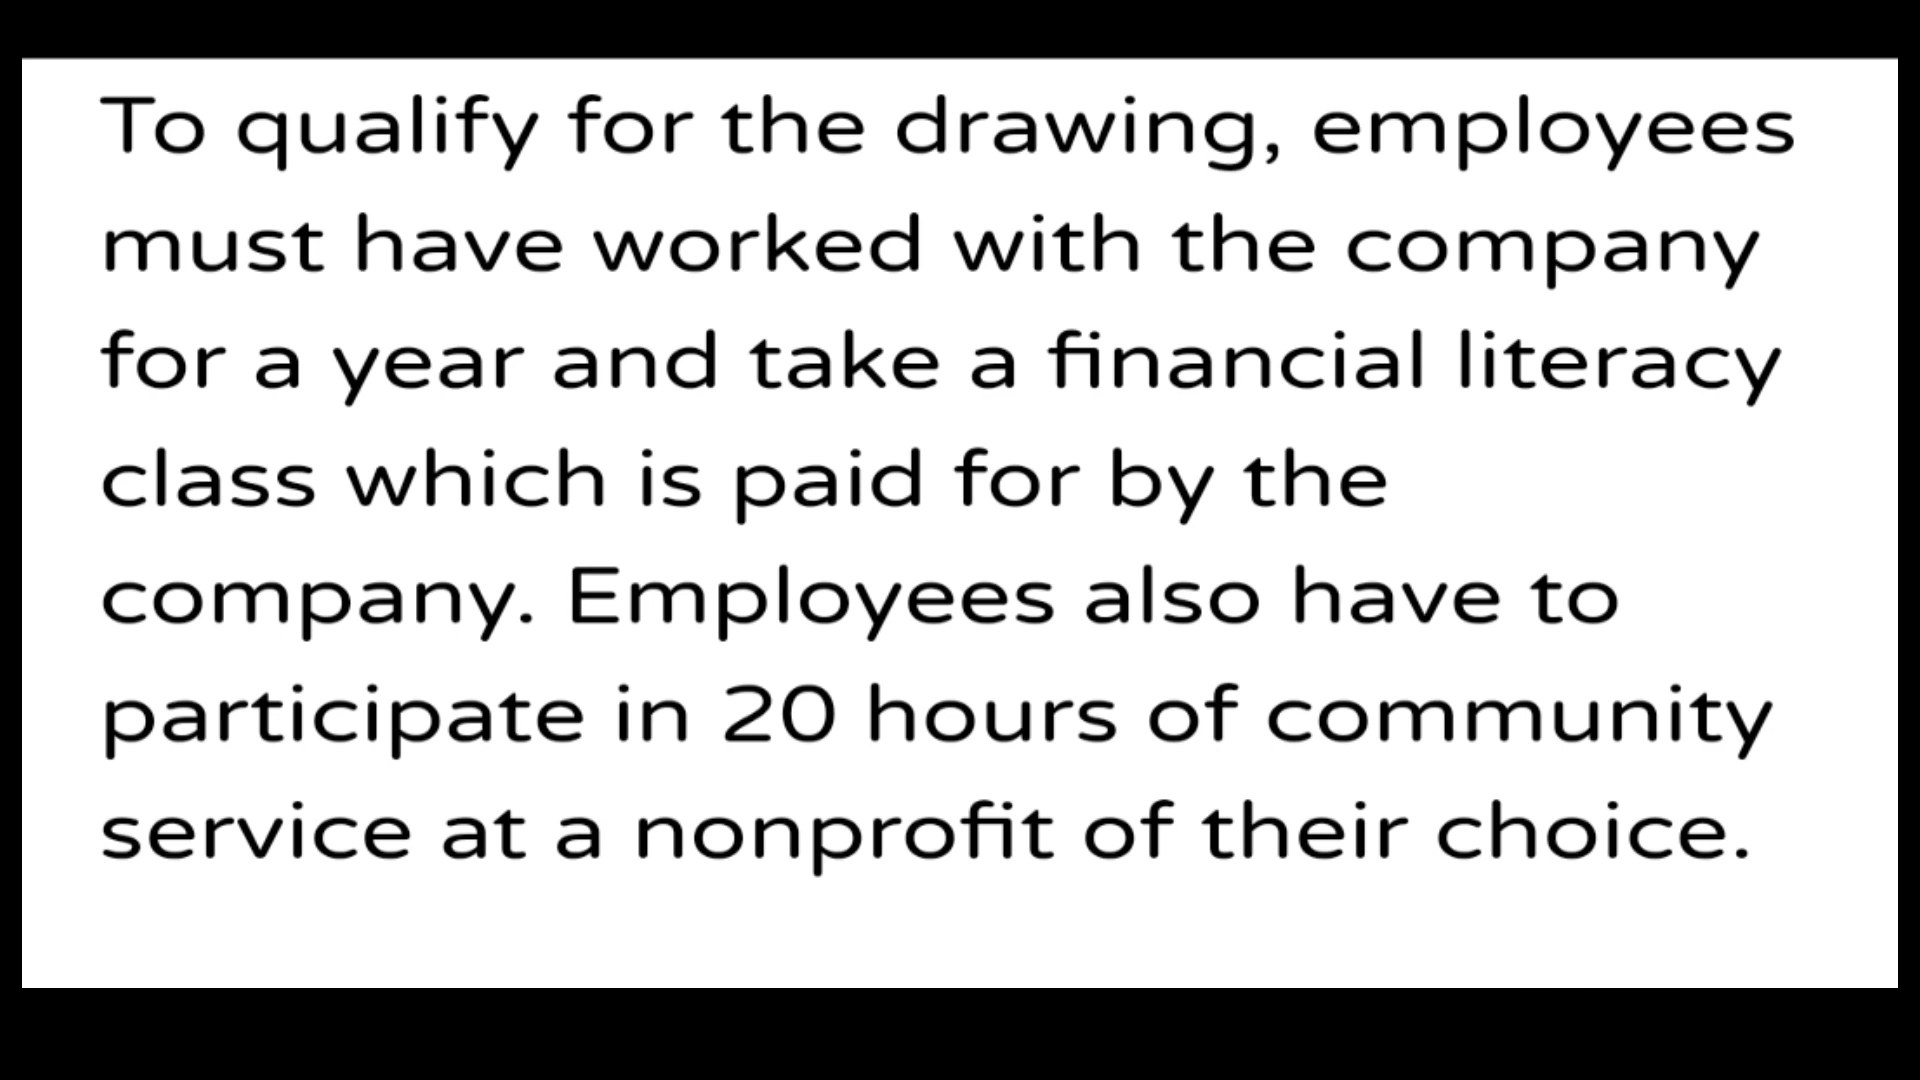 To qualify for the drawing, employees
must have worked with the company
for a year and take a financial literacy
class which is paid for by the
company. Employees also have to
participate in 20 hours of community
service at a nonprofit of their choice.